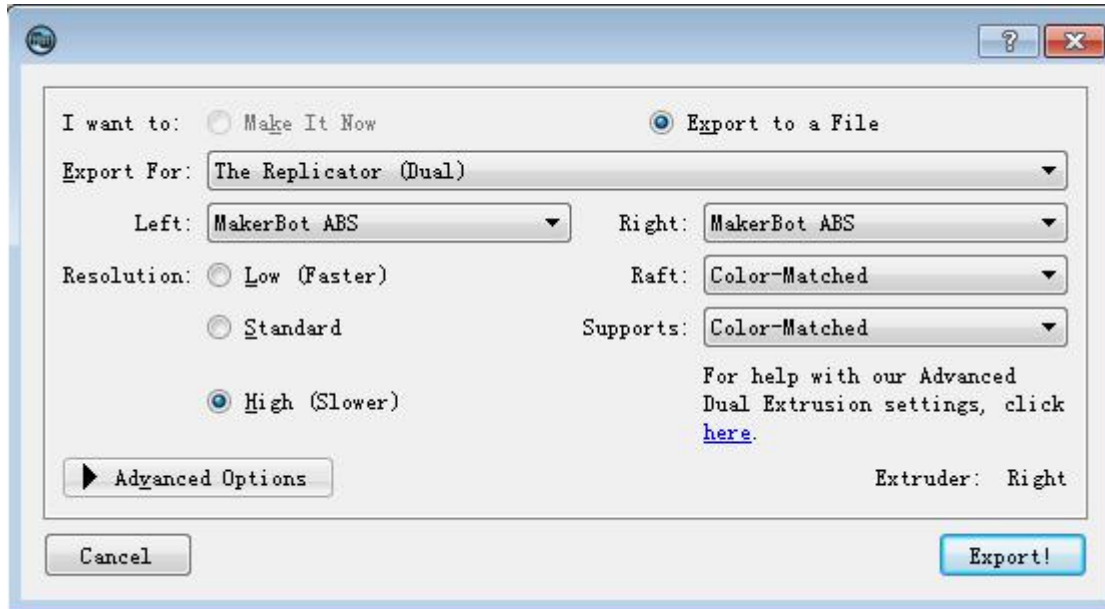 I want to: Make It Now Export to a File
Export For: The Replicator (Dual)
Left: MakerBot ABS Right: MakerBot ABS
Resolution: Low (Faster) Raft: Color-Matched
Standard Supports: Color-Matched
High (Slower)
For help with our Advanced
Dual Extrusion settings, click
here.
Advanced Options Extruder: Right
Cancel Export!